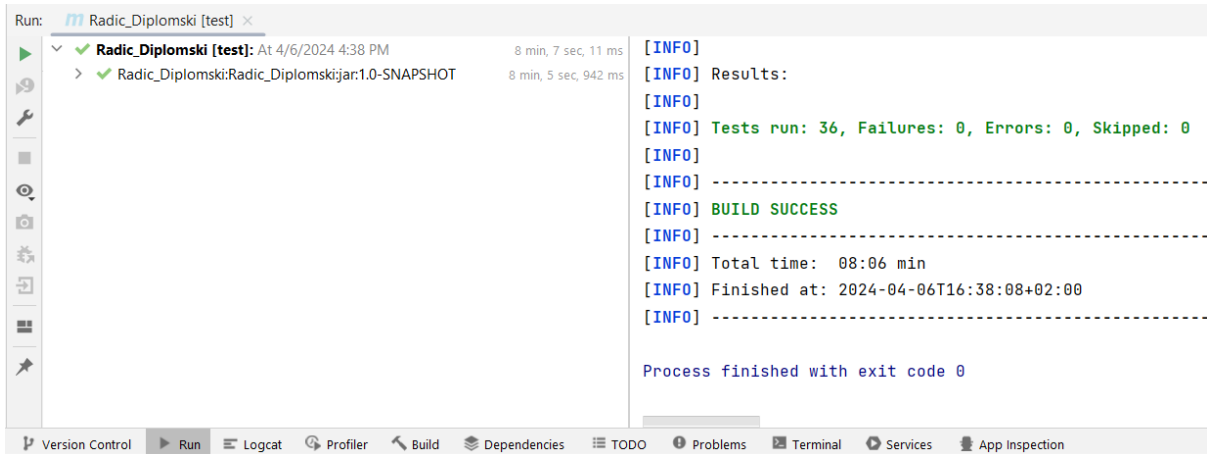 Run: Radic_Diplomski [test]
Radic_Diplomski [test]: At 4/6/2024 4:38 PM 8 min, 7 sec, 11 ms
Radic_Diplomski:Radic_Diplomski:jar:1.0-SNAPSHOT 8 min, 5 sec, 942 ms
[INFO]
[INFO] Results:
[INFO]
[INFO] Tests run: 36, Failures: 0, Errors: 0, Skipped: 0
[INFO]
[INFO] --------------------------------------------------
[INFO] BUILD SUCCESS
[INFO] --------------------------------------------------
[INFO] Total time:  08:06 min
[INFO] Finished at: 2024-04-06T16:38:08+02:00
[INFO] --------------------------------------------------
Process finished with exit code 0
Version Control Run Logcat Profiler Build Dependencies TODO Problems Terminal Services App Inspection